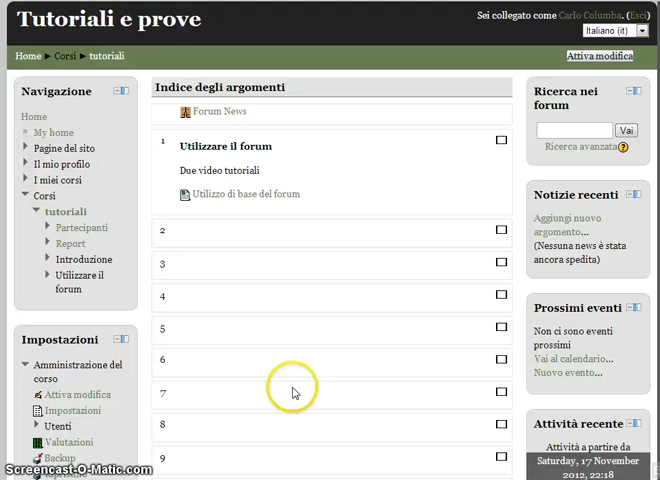 Tutoriali e prove
Sei collegato come Carlo Columba. (Esci)
Italiano (it)
Home ► Corsi ► tutoriali
Attiva modifica
Navigazione
Home
My home
Pagine del sito
Il mio profilo
I miei corsi
Corsi
tutoriali
Partecipanti
Report
Introduzione
Utilizzare il
forum
Impostazioni
Amministrazione del
corso
Attiva modifica
Impostazioni
Utenti
Valutazioni
Backup
Indice degli argomenti
Forum News
1
Utilizzare il forum
Due video tutoriali
Utilizzo di base del forum
2
3
4
5
6
7
8
9
Ricerca nei
forum
Vai
Ricerca avanzata
Notizie recenti
Aggiungi nuovo
argomento...
(Nessuna news è stata
ancora spedita)
Prossimi eventi
Non ci sono eventi
prossimi
Vai al calendario...
Nuovo evento...
Attività recente
Attività a partire da
Saturday, 17 November
2012, 22:18
Screencast-O-Matic.com